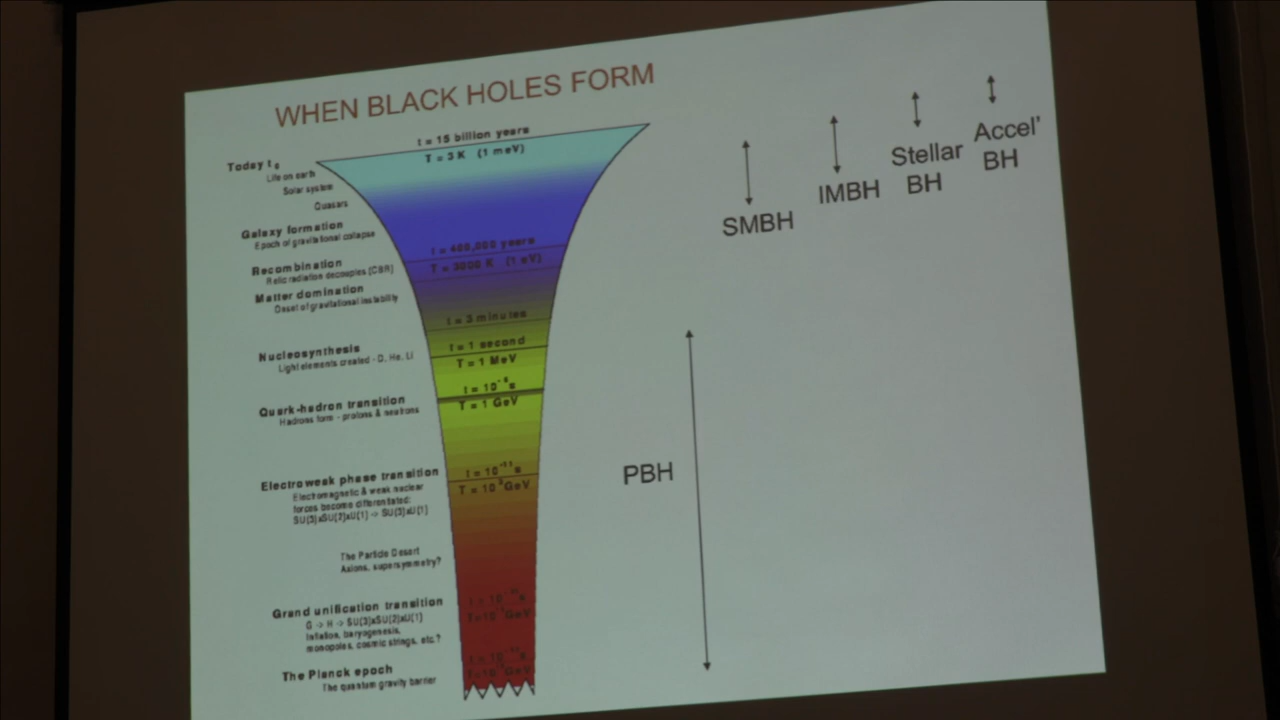 WHEN BLACK HOLES FORM
t = 15 billion years
T = 3 K (1 meV)
Today t
Life on earth
Solar system
Quasars
Galaxy formation
Epoch of gravitational collapse
t = 400,000 years
T = 3000 K (1 eV)
Recombination
Relic radiation decouples (CBR)
Matter domination
Onset of gravitational instability
t = 3 minutes
Nucleosynthesis
Light elements created - D, He, Li
t = 1 second
T = 1 MeV
Quark-hadron transition
Hadrons form - protons & neutrons
t = 10⁻⁶s
T = 1 GeV
Electroweak phase transition
Electromagnetic & weak nuclear
forces become differentiated:
SU(3)xSU(2)xU(1) -> SU(3)xU(1)
t = 10⁻¹¹s
T = 10³GeV
The Particle Desert
Axions, supersymmetry?
Grand unification transition
G -> H -> SU(3)xSU(2)xU(1)
Inflation, baryogenesis,
monopoles, cosmic strings, etc.?
The Planck epoch
The quantum gravity barrier
SMBH
IMBH
Stellar
BH
Accel'
BH
PBH